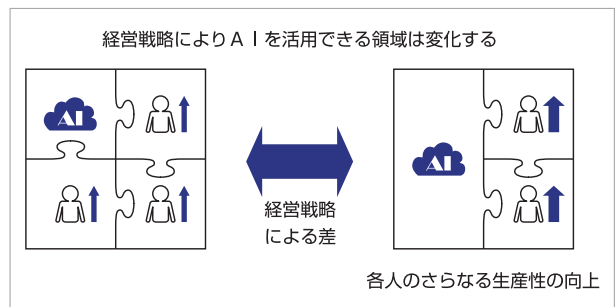 経営戦略によりＡＩを活用できる領域は変化する
AI
AI
経営戦略
による差
各人のさらなる生産性の向上